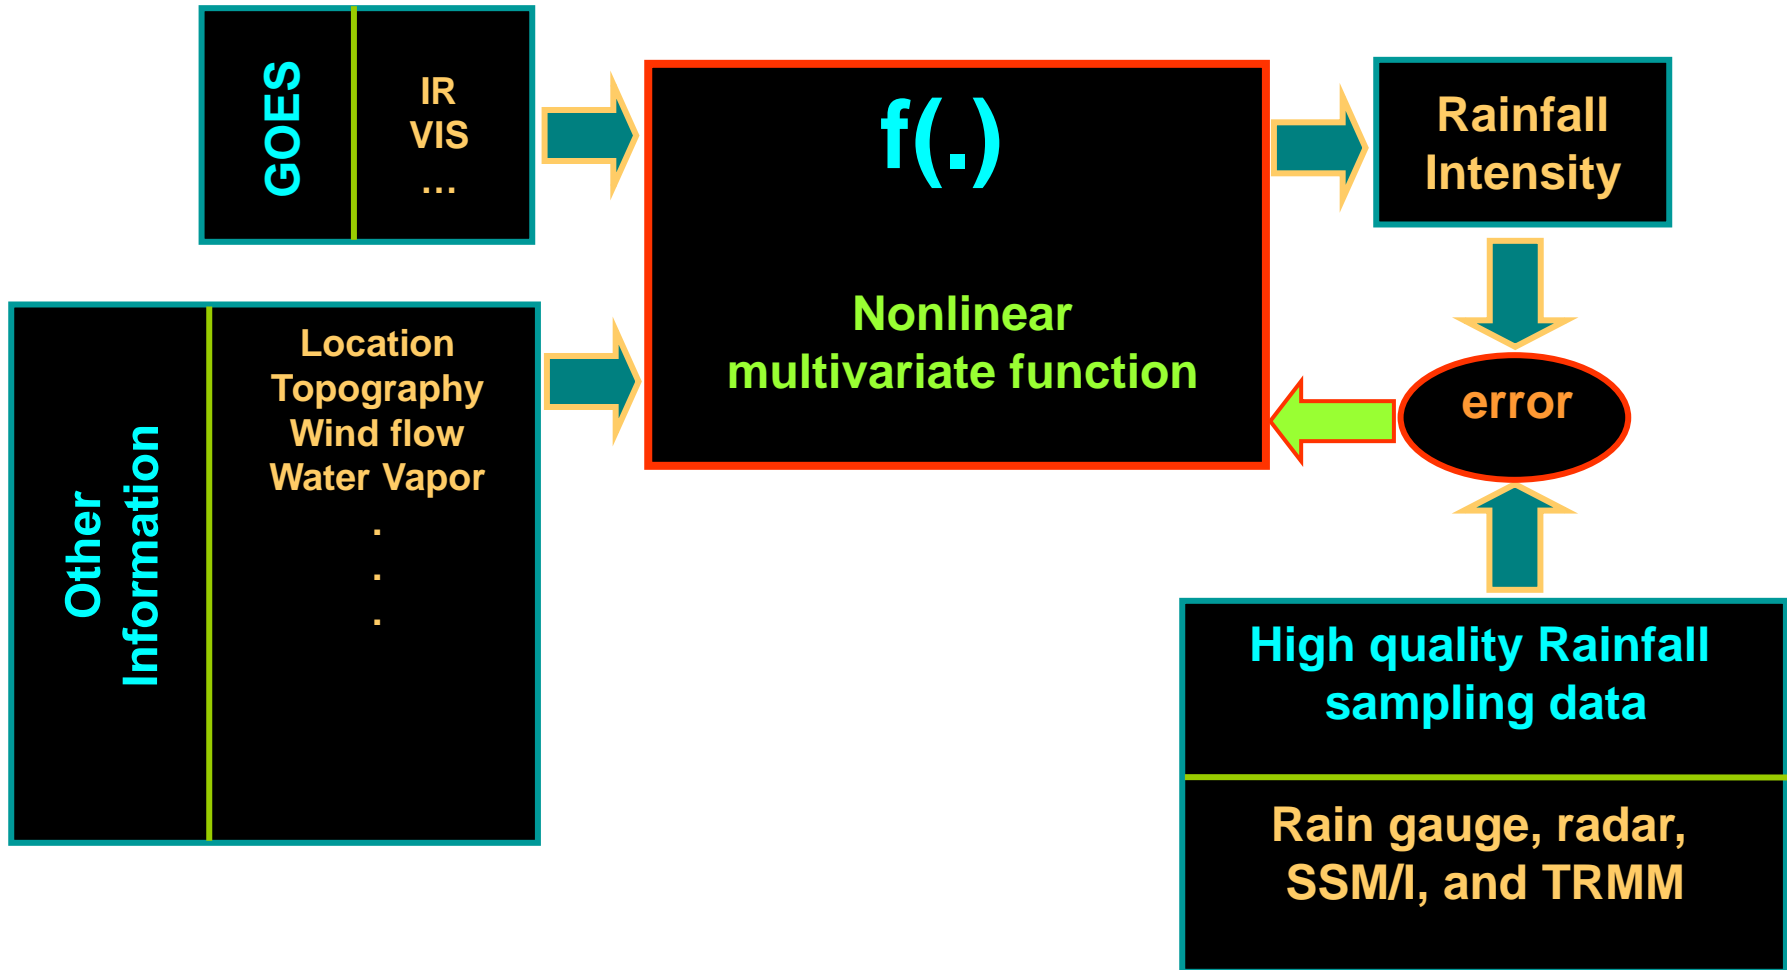 GOES
IR
VIS
...
f(.)
Nonlinear
multivariate function
Rainfall
Intensity
error
Other
Information
Location
Topography
Wind flow
Water Vapor
.
.
.
High quality Rainfall
sampling data
Rain gauge, radar,
SSM/I, and TRMM